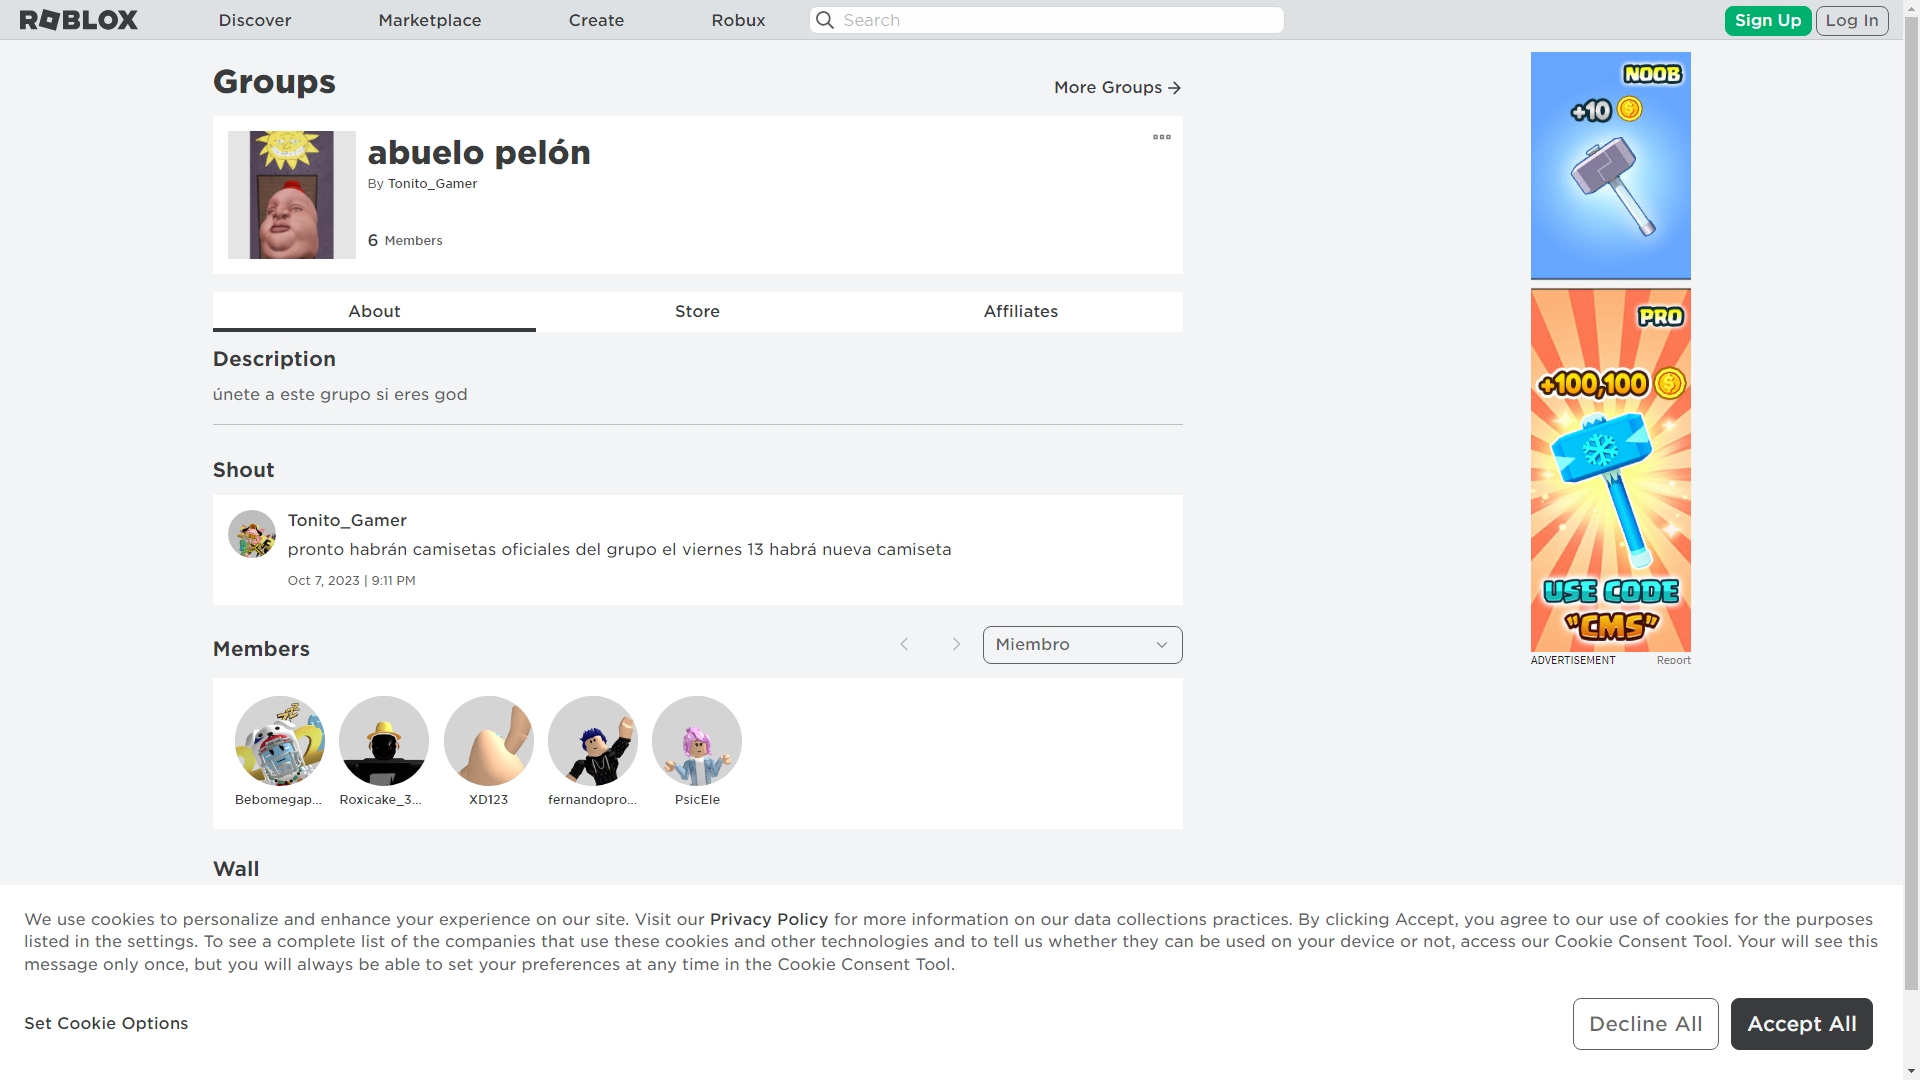 ROBLOX
Discover
Marketplace
Create
Robux
Search
Sign Up
Log In
Groups
More Groups
abuelo pelón
By Tonito_Gamer
6 Members
About
Store
Affiliates
Description
únete a este grupo si eres god
Shout
Tonito_Gamer
pronto habrán camisetas oficiales del grupo el viernes 13 habrá nueva camiseta
Oct 7, 2023 | 9:11 PM
Members
Miembro
Bebomegap...
Roxicake_3...
XD123
fernandopro...
PsicEle
Wall
NOOB
+10
PRO
+100,100
USE CODE
"CMS"
ADVERTISEMENT
Report
We use cookies to personalize and enhance your experience on our site. Visit our Privacy Policy for more information on our data collections practices. By clicking Accept, you agree to our use of cookies for the purposes
listed in the settings. To see a complete list of the companies that use these cookies and other technologies and to tell us whether they can be used on your device or not, access our Cookie Consent Tool. Your will see this
message only once, but you will always be able to set your preferences at any time in the Cookie Consent Tool.
Set Cookie Options
Decline All
Accept All